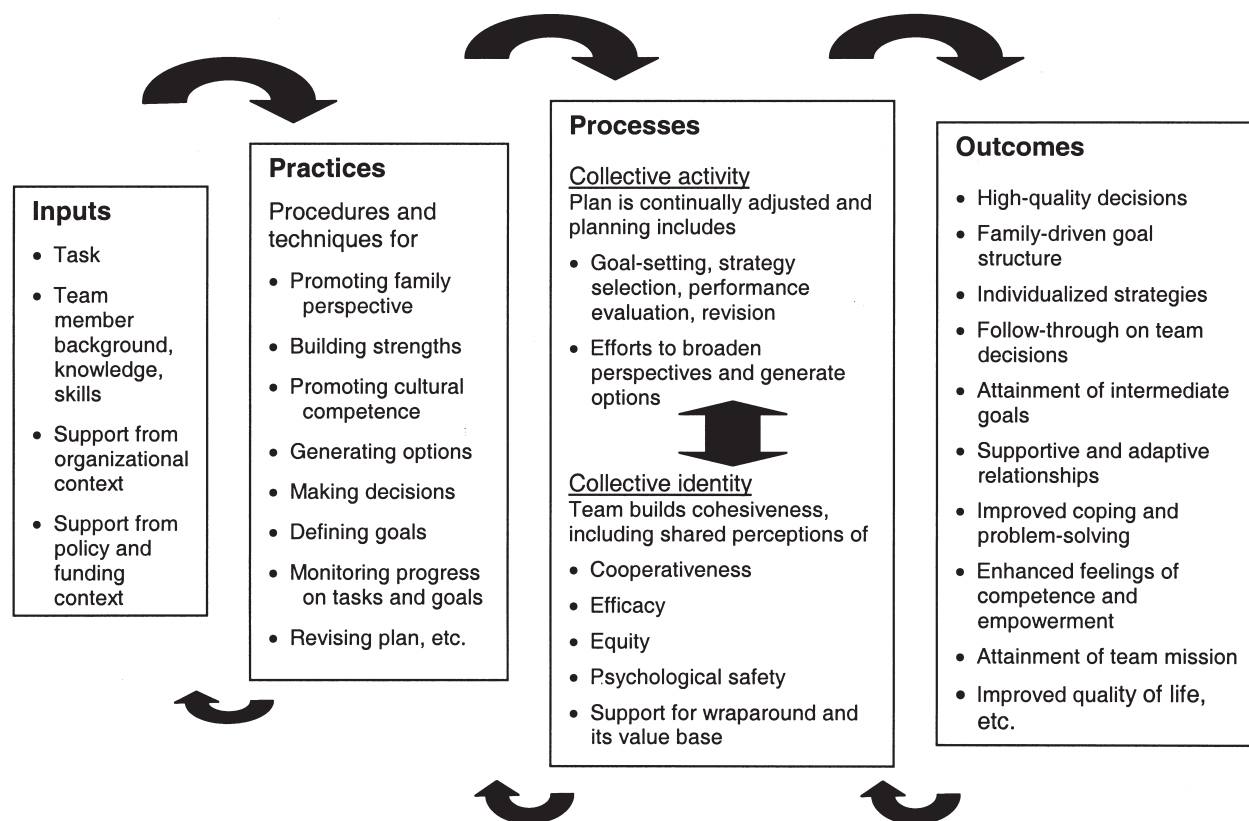 Inputs
• Task
• Team
member
background,
knowledge,
skills
• Support from
organizational
context
• Support from
policy and
funding
context
Practices
Procedures and
techniques for
• Promoting family
perspective
• Building strengths
• Promoting cultural
competence
• Generating options
• Making decisions
• Defining goals
• Monitoring progress
on tasks and goals
• Revising plan, etc.
Processes
Collective activity
Plan is continually adjusted and
planning includes
• Goal-setting, strategy
selection, performance
evaluation, revision
• Efforts to broaden
perspectives and generate
options
Collective identity
Team builds cohesiveness,
including shared perceptions of
• Cooperativeness
• Efficacy
• Equity
• Psychological safety
• Support for wraparound and
its value base
Outcomes
• High-quality decisions
• Family-driven goal
structure
• Individualized strategies
• Follow-through on team
decisions
• Attainment of intermediate
goals
• Supportive and adaptive
relationships
• Improved coping and
problem-solving
• Enhanced feelings of
competence and
empowerment
• Attainment of team mission
• Improved quality of life,
etc.